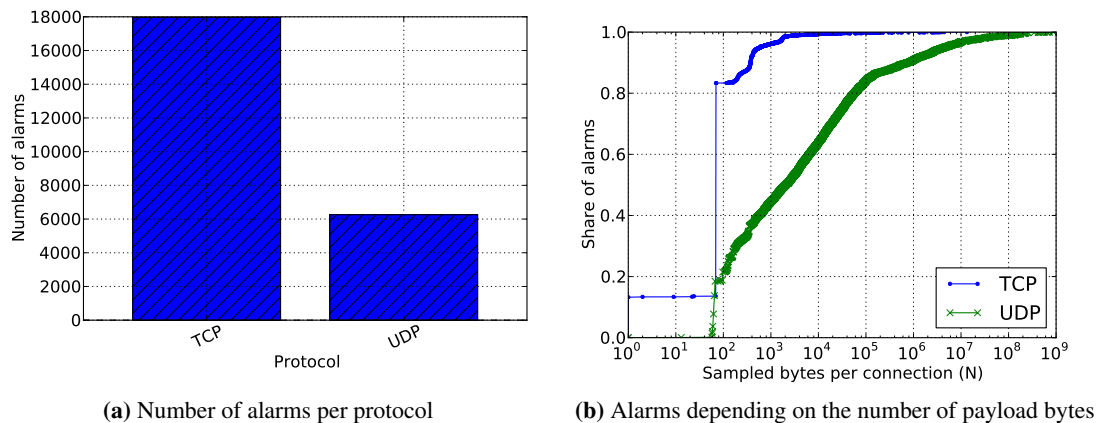 18000
16000
14000
12000
10000
8000
6000
4000
2000
0
Number of alarms
TCP
UDP
Protocol
(a) Number of alarms per protocol
1.0
0.8
0.6
0.4
0.2
0.0
Share of alarms
TCP
UDP
10^0 10^1 10^2 10^3 10^4 10^5 10^6 10^7 10^8 10^9
Sampled bytes per connection (N)
(b) Alarms depending on the number of payload bytes